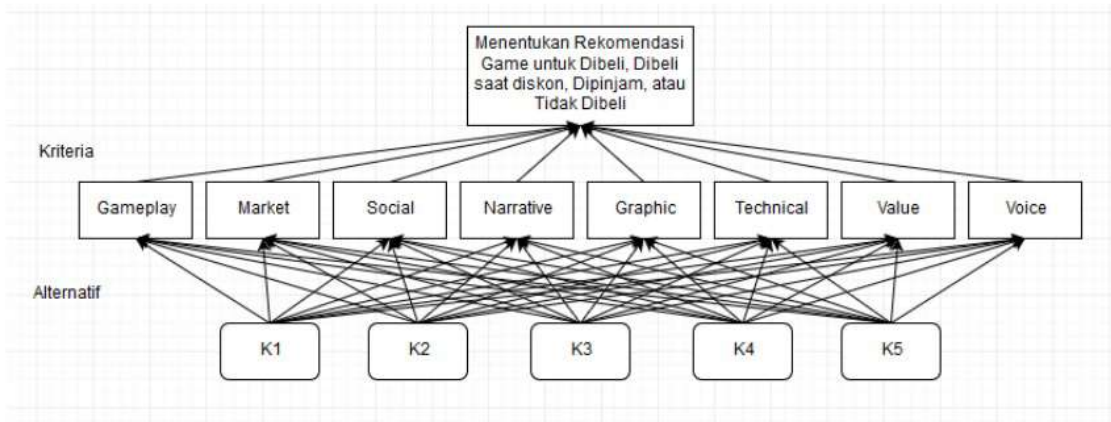 Menentukan Rekomendasi
Game untuk Dibeli, Dibeli
saat diskon, Dipinjam, atau
Tidak Dibeli
Kriteria
Gameplay
Market
Social
Narrative
Graphic
Technical
Value
Voice
Alternatif
K1
K2
K3
K4
K5